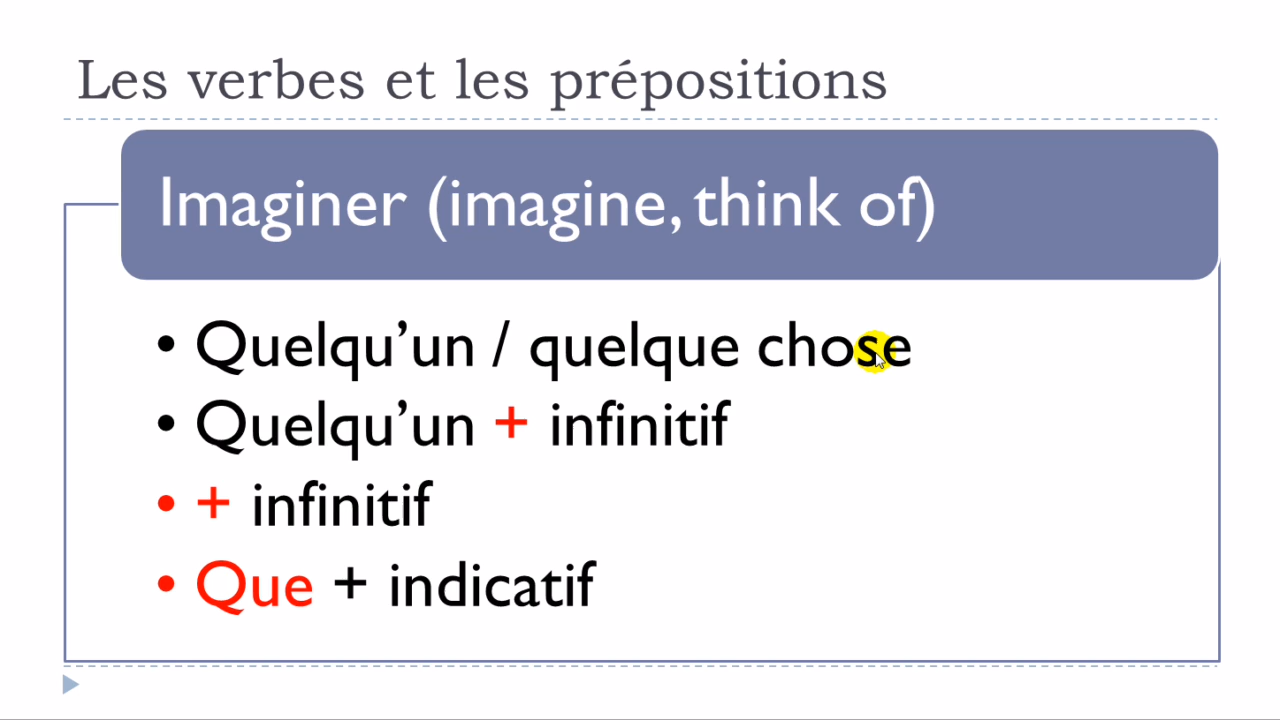 Les verbes et les prépositions
Imaginer (imagine, think of)
• Quelqu’un / quelque chose
• Quelqu’un + infinitif
• + infinitif
• Que + indicatif